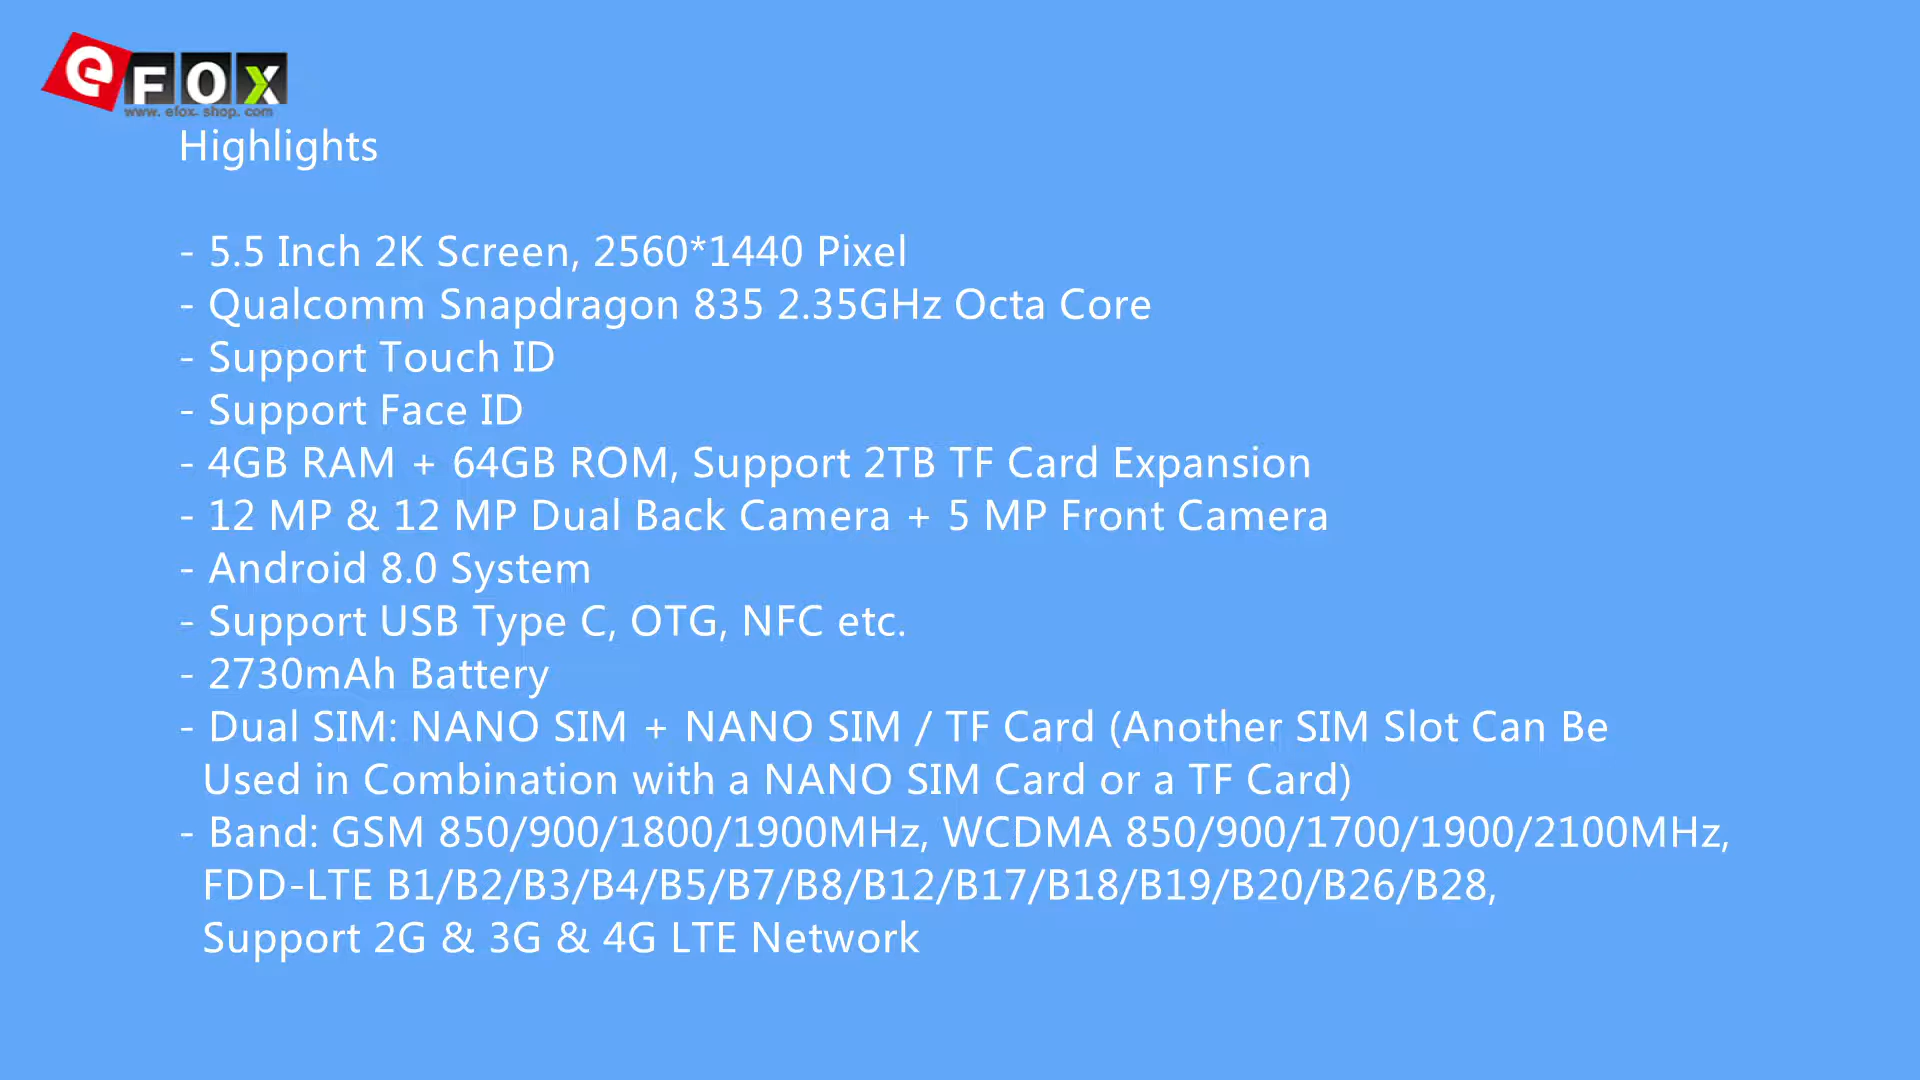 eFOX
www. efox. shop. com
Highlights
- 5.5 Inch 2K Screen, 2560*1440 Pixel
- Qualcomm Snapdragon 835 2.35GHz Octa Core
- Support Touch ID
- Support Face ID
- 4GB RAM + 64GB ROM, Support 2TB TF Card Expansion
- 12 MP & 12 MP Dual Back Camera + 5 MP Front Camera
- Android 8.0 System
- Support USB Type C, OTG, NFC etc.
- 2730mAh Battery
- Dual SIM: NANO SIM + NANO SIM / TF Card (Another SIM Slot Can Be
Used in Combination with a NANO SIM Card or a TF Card)
- Band: GSM 850/900/1800/1900MHz, WCDMA 850/900/1700/1900/2100MHz,
FDD-LTE B1/B2/B3/B4/B5/B7/B8/B12/B17/B18/B19/B20/B26/B28,
Support 2G & 3G & 4G LTE Network